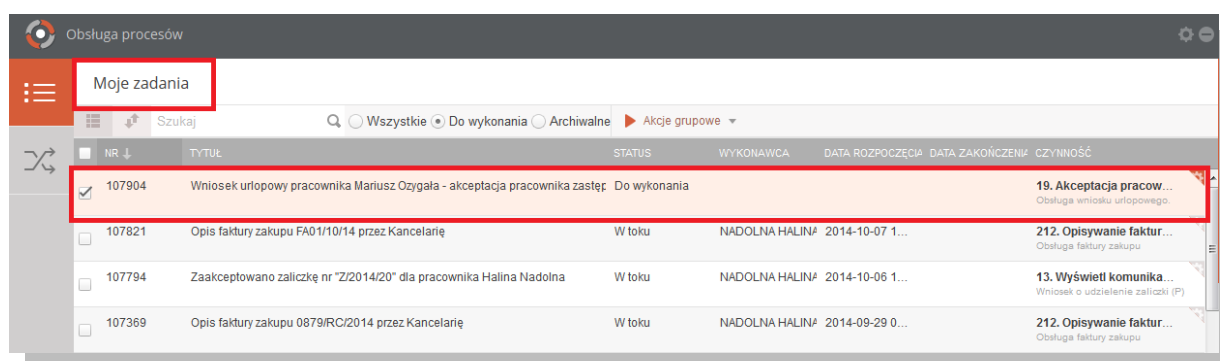 Obsługa procesów
Moje zadania
Szukaj Wszystkie Do wykonania Archiwalne Akcje grupowe
NR ↓ TYTUŁ STATUS WYKONAWCA DATA ROZPOCZĘCIA DATA ZAKOŃCZENIA CZYNNOŚĆ
107904 Wniosek urlopowy pracownika Mariusz Ozygała - akceptacja pracownika zastęp Do wykonania 19. Akceptacja pracow...
Obsługa wniosku urlopowego.
107821 Opis faktury zakupu FA01/10/14 przez Kancelarię W toku NADOLNA HALINA 2014-10-07 1... 212. Opisywanie faktur...
Obsługa faktury zakupu
107794 Zaakceptowano zaliczkę nr "Z/2014/20" dla pracownika Halina Nadolna W toku NADOLNA HALINA 2014-10-06 1... 13. Wyświetl komunika...
Wniosek o udzielenie zaliczki (P)
107369 Opis faktury zakupu 0879/RC/2014 przez Kancelarię W toku NADOLNA HALINA 2014-09-29 0... 212. Opisywanie faktur...
Obsługa faktury zakupu